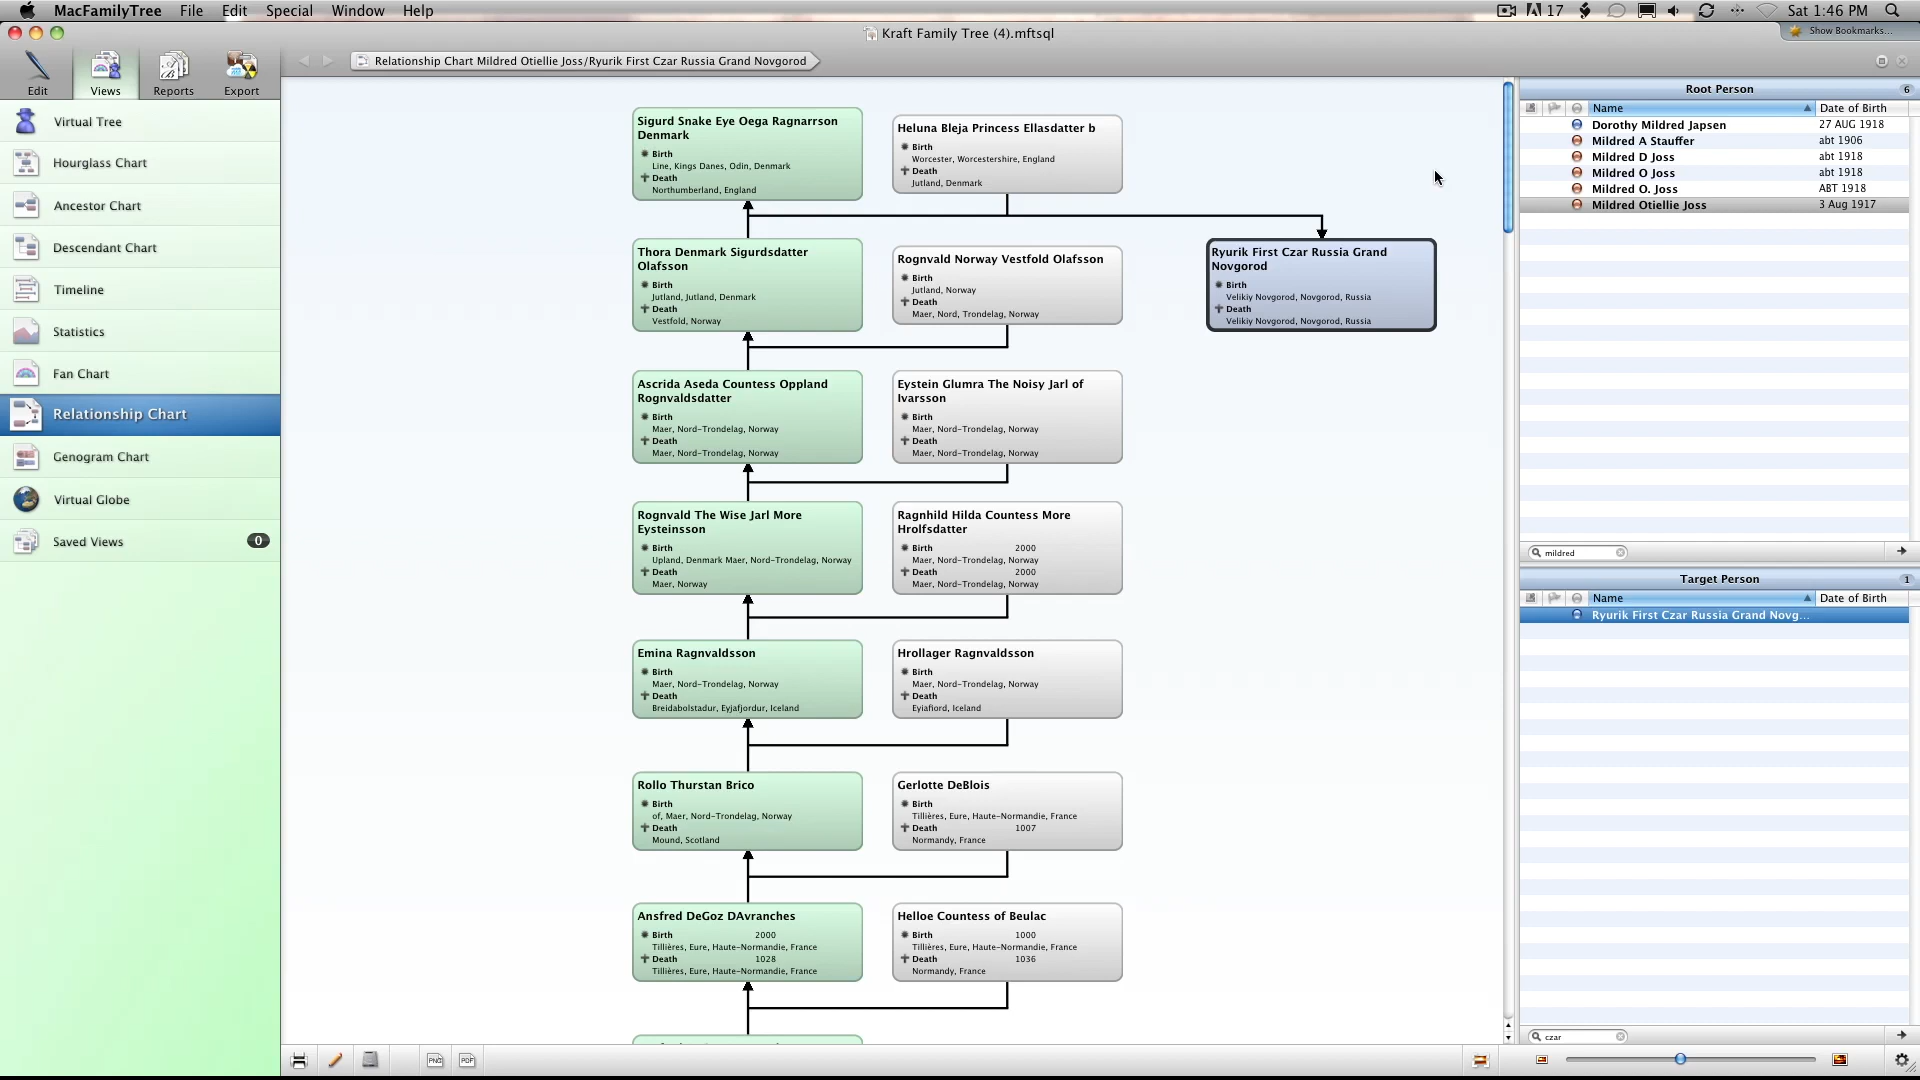 MacFamilyTree File Edit Special Window Help
17 Sat 1:46 PM
Kraft Family Tree (4).mftsql
Show Bookmarks...
Edit Views Reports Export
Relationship Chart Mildred Otiellie Joss/Ryurik First Czar Russia Grand Novgorod
Virtual Tree
Hourglass Chart
Ancestor Chart
Descendant Chart
Timeline
Statistics
Fan Chart
Relationship Chart
Genogram Chart
Virtual Globe
Saved Views 0
Sigurd Snake Eye Oega Ragnarrson
Denmark
Birth
Line, Kings Danes, Odin, Denmark
Death
Northumberland, England
Heluna Bleja Princess Ellasdatter b
Birth
Worcester, Worcestershire, England
Death
Jutland, Denmark
Thora Denmark Sigurdsdatter
Olafsson
Birth
Jutland, Jutland, Denmark
Death
Vestfold, Norway
Rognvald Norway Vestfold Olafsson
Birth
Jutland, Norway
Death
Maer, Nord, Trondelag, Norway
Ryurik First Czar Russia Grand
Novgorod
Birth
Velikiy Novgorod, Novgorod, Russia
Death
Velikiy Novgorod, Novgorod, Russia
Ascrida Aseda Countess Oppland
Rognvaldsdatter
Birth
Maer, Nord-Trondelag, Norway
Death
Maer, Nord-Trondelag, Norway
Eystein Glumra The Noisy Jarl of
Ivarsson
Birth
Maer, Nord-Trondelag, Norway
Death
Maer, Nord-Trondelag, Norway
Rognvald The Wise Jarl More
Eysteinsson
Birth
Upland, Denmark Maer, Nord-Trondelag, Norway
Death
Maer, Norway
Ragnhild Hilda Countess More
Hrolfsdatter
Birth 2000
Maer, Nord-Trondelag, Norway
Death 2000
Maer, Nord-Trondelag, Norway
Emina Ragnvaldsson
Birth
Maer, Nord-Trondelag, Norway
Death
Breidabolstadur, Eyjafjordur, Iceland
Hrollager Ragnvaldsson
Birth
Maer, Nord-Trondelag, Norway
Death
Eyiafiord, Iceland
Rollo Thurstan Brico
Birth
of, Maer, Nord-Trondelag, Norway
Death
Mound, Scotland
Gerlotte DeBlois
Birth
Tillières, Eure, Haute-Normandie, France
Death 1007
Normandy, France
Ansfred DeGoz DAvranches
Birth 2000
Tillières, Eure, Haute-Normandie, France
Death 1028
Tillières, Eure, Haute-Normandie, France
Helloe Countess of Beulac
Birth 1000
Tillières, Eure, Haute-Normandie, France
Death 1036
Normandy, France
PNG PDF
Root Person 6
Name Date of Birth
Dorothy Mildred Japsen 27 AUG 1918
Mildred A Stauffer abt 1906
Mildred D Joss abt 1918
Mildred O Joss abt 1918
Mildred O. Joss ABT 1918
Mildred Otiellie Joss 3 Aug 1917
mildred
Target Person 1
Name Date of Birth
Ryurik First Czar Russia Grand Novg...
czar